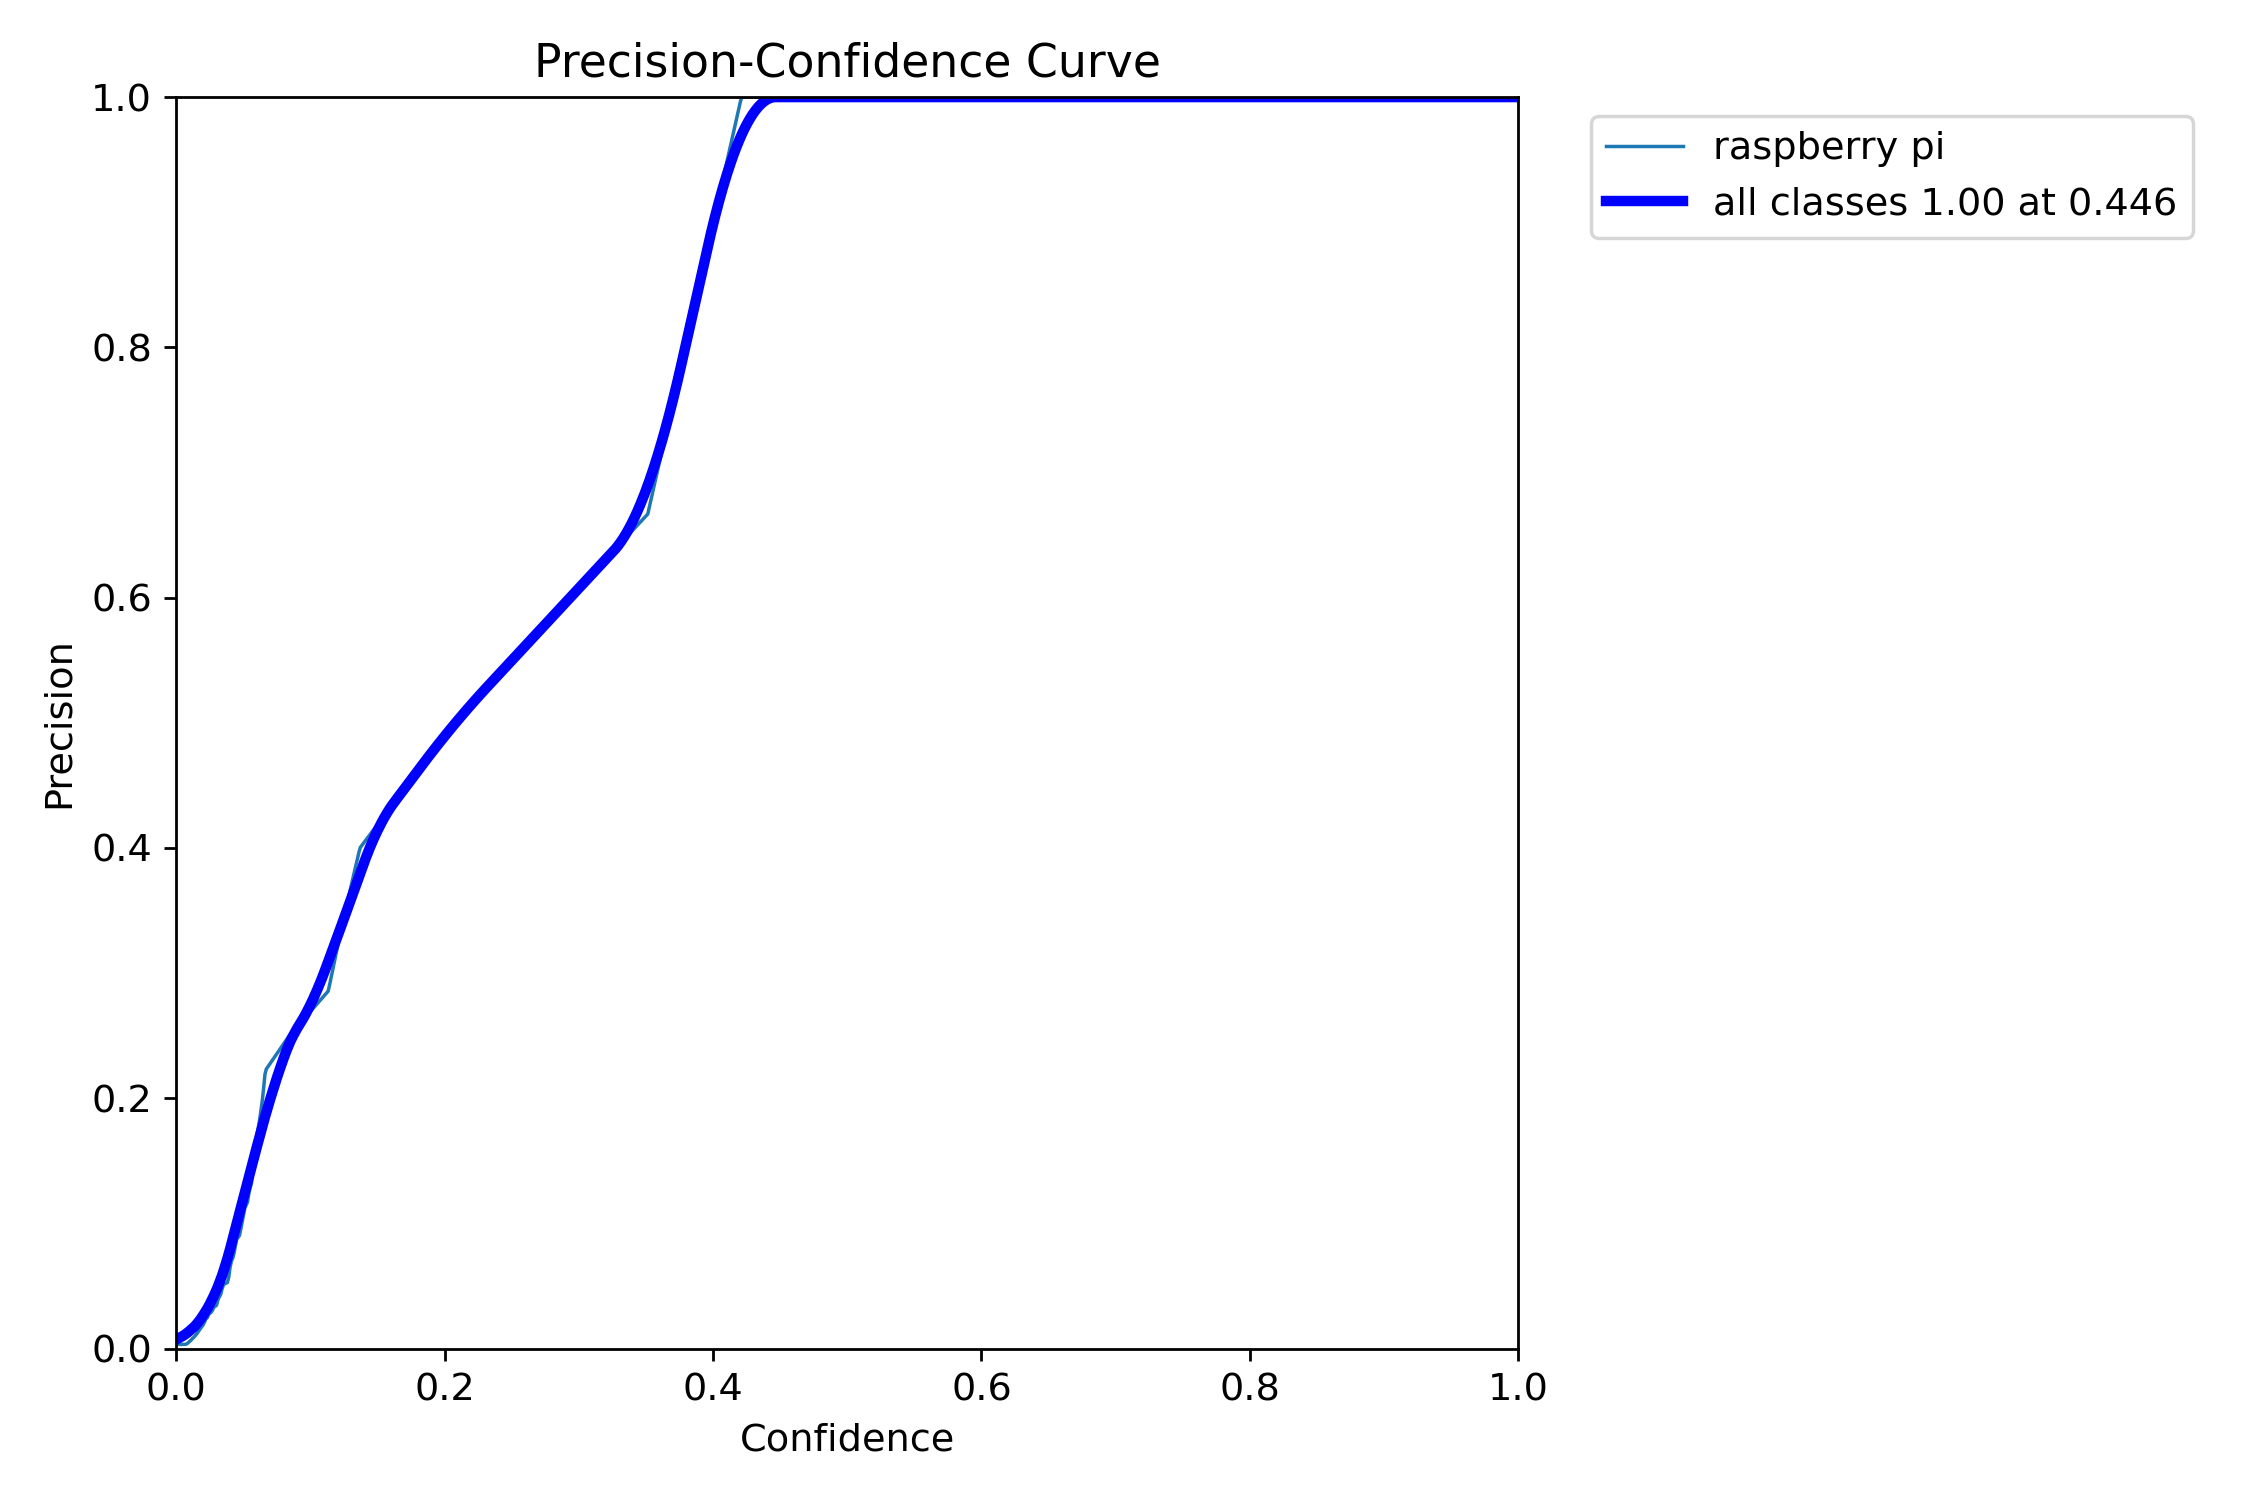 Precision-Confidence Curve
1.0
0.8
0.6
0.4
0.2
0.0
Precision
0.0 0.2 0.4 0.6 0.8 1.0
Confidence
raspberry pi
all classes 1.00 at 0.446